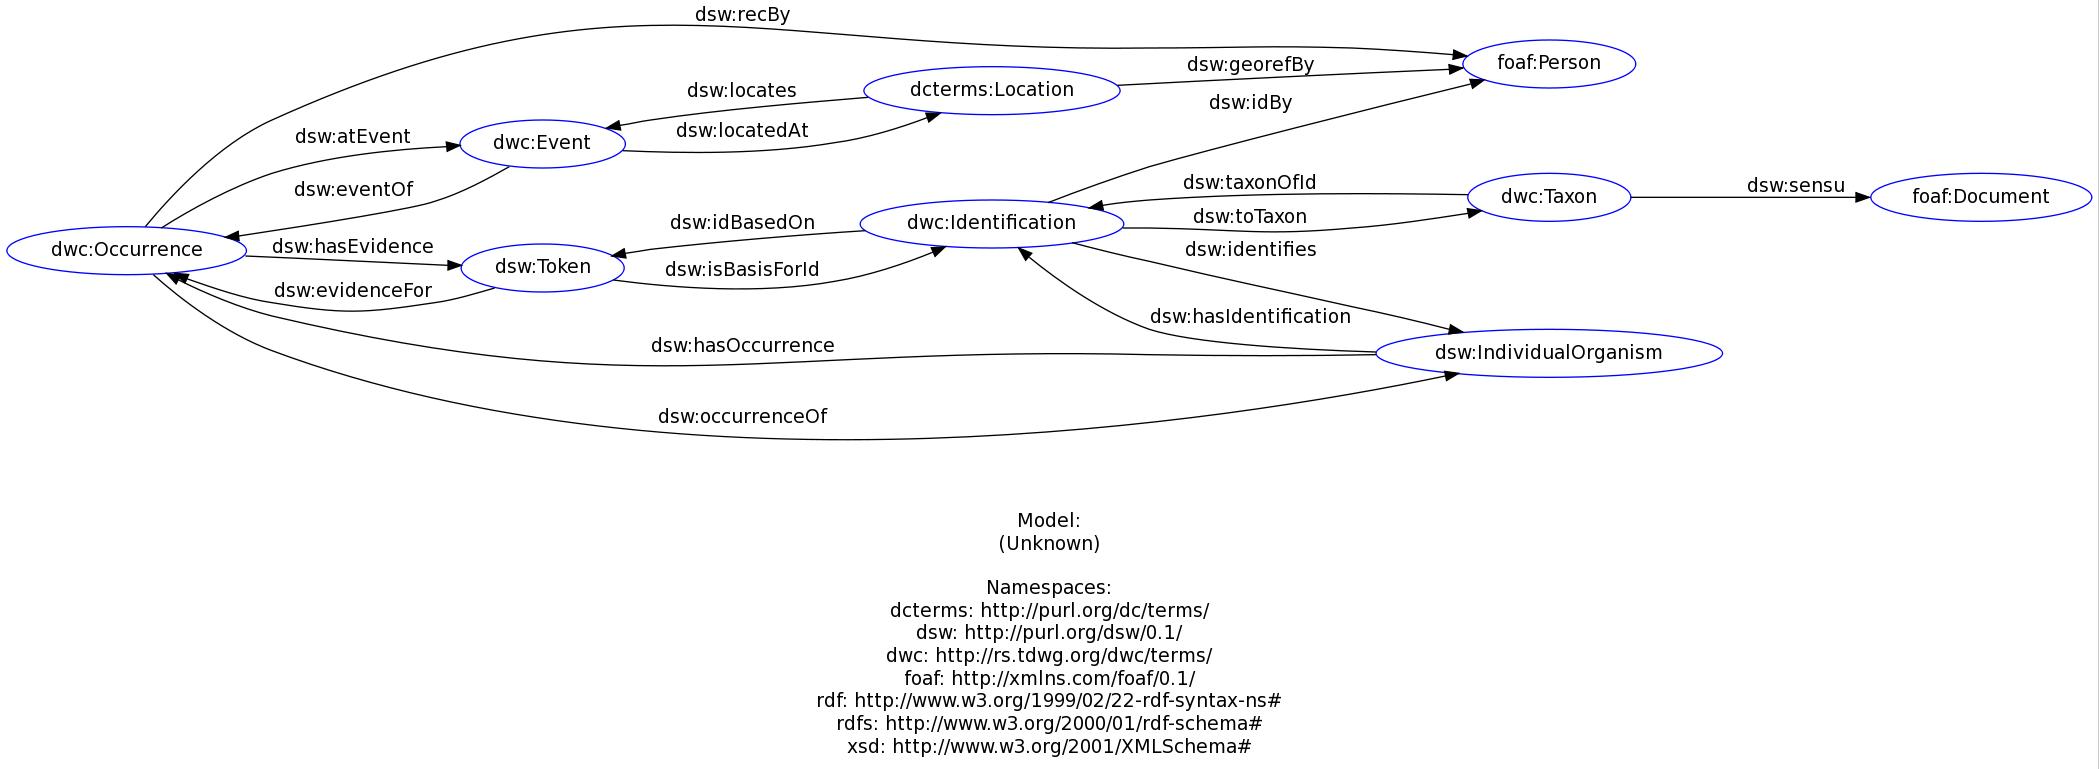 dsw:recBy
foaf:Person
dsw:georefBy
dsw:locates
dcterms:Location
dsw:idBy
dsw:locatedAt
dsw:atEvent
dwc:Event
dsw:eventOf
dsw:taxonOfId
dwc:Taxon
dsw:sensu
foaf:Document
dsw:toTaxon
dsw:idBasedOn
dwc:Identification
dwc:Occurrence
dsw:hasEvidence
dsw:identifies
dsw:Token
dsw:isBasisForId
dsw:evidenceFor
dsw:hasIdentification
dsw:hasOccurrence
dsw:IndividualOrganism
dsw:occurrenceOf
Model:
(Unknown)
Namespaces:
dcterms: http://purl.org/dc/terms/
dsw: http://purl.org/dsw/0.1/
dwc: http://rs.tdwg.org/dwc/terms/
foaf: http://xmlns.com/foaf/0.1/
rdf: http://www.w3.org/1999/02/22-rdf-syntax-ns#
rdfs: http://www.w3.org/2000/01/rdf-schema#
xsd: http://www.w3.org/2001/XMLSchema#